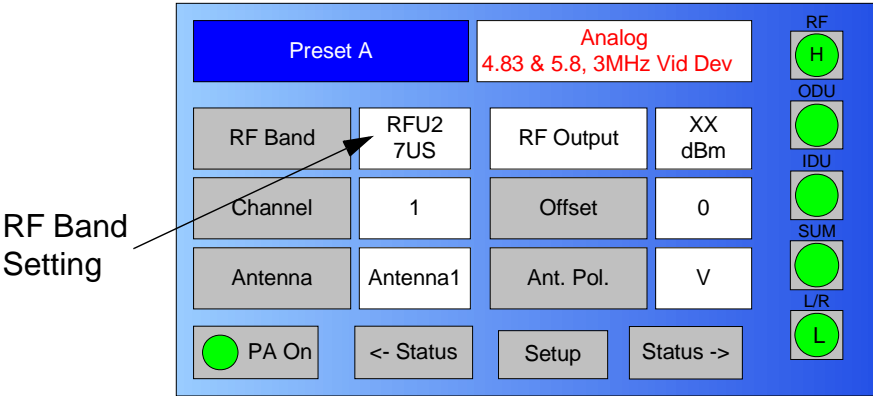 Preset A
Analog
4.83 & 5.8, 3MHz Vid Dev
RF
H
ODU
RF Band
RFU2
7US
RF Output
XX
dBm
IDU
RF Band
Setting
Channel
1
Offset
0
SUM
Antenna
Antenna1
Ant. Pol.
V
L/R
L
PA On
<- Status
Setup
Status ->